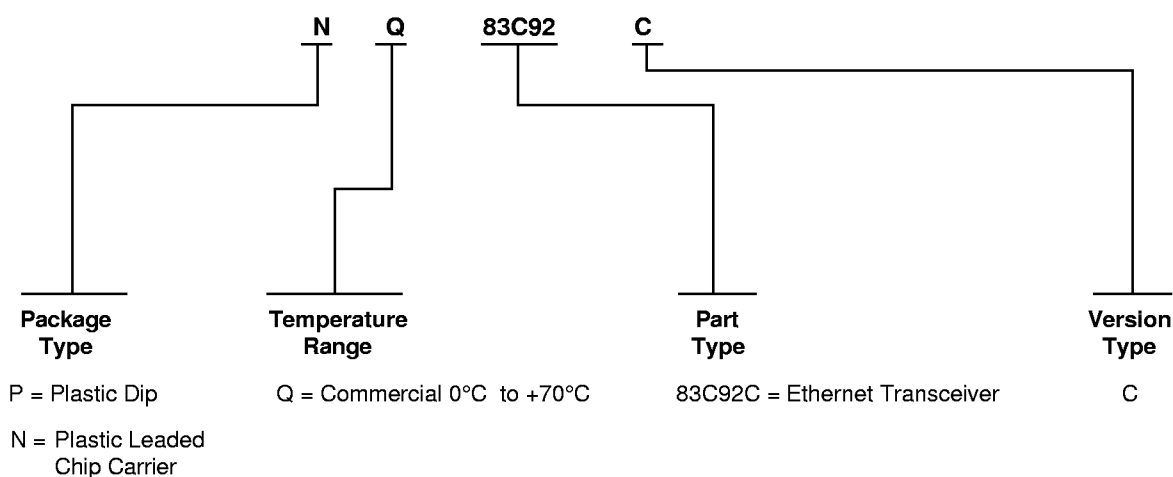 N Q 83C92 C
Package Type
Temperature Range
Part Type
Version Type
P = Plastic Dip
N = Plastic Leaded
Chip Carrier
Q = Commercial 0°C to +70°C
83C92C = Ethernet Transceiver
C